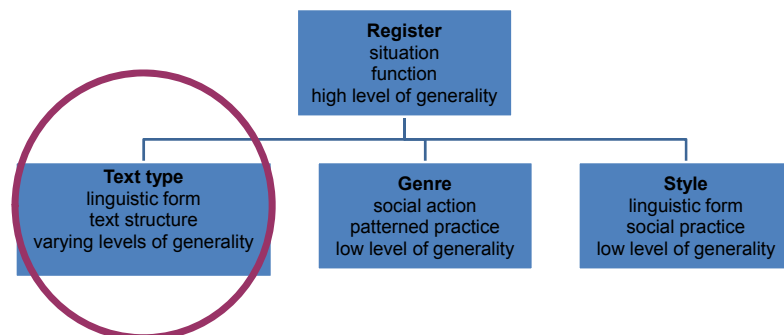 Register
situation
function
high level of generality
Text type
linguistic form
text structure
varying levels of generality
Genre
social action
patterned practice
low level of generality
Style
linguistic form
social practice
low level of generality